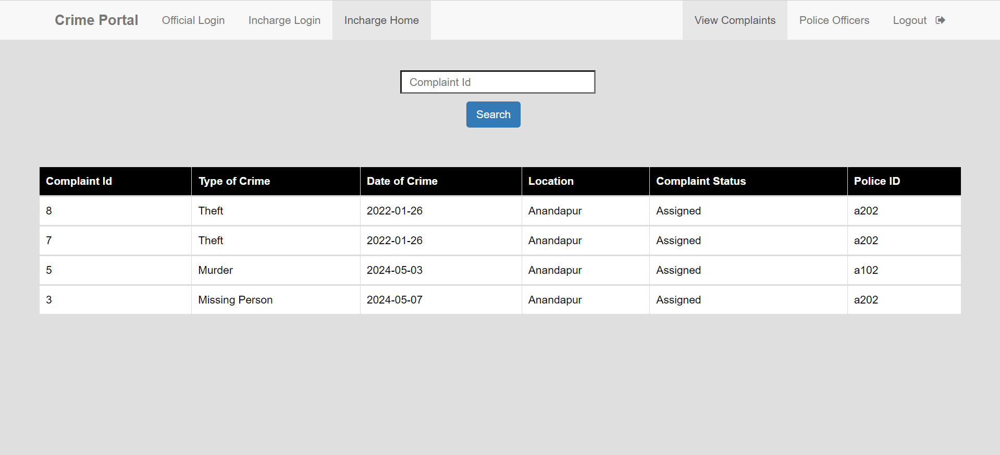 Crime Portal Official Login Incharge Login Incharge Home View Complaints Police Officers Logout
Complaint Id
Search
Complaint Id Type of Crime Date of Crime Location Complaint Status Police ID
8 Theft 2022-01-26 Anandapur Assigned a202
7 Theft 2022-01-26 Anandapur Assigned a202
5 Murder 2024-05-03 Anandapur Assigned a102
3 Missing Person 2024-05-07 Anandapur Assigned a202